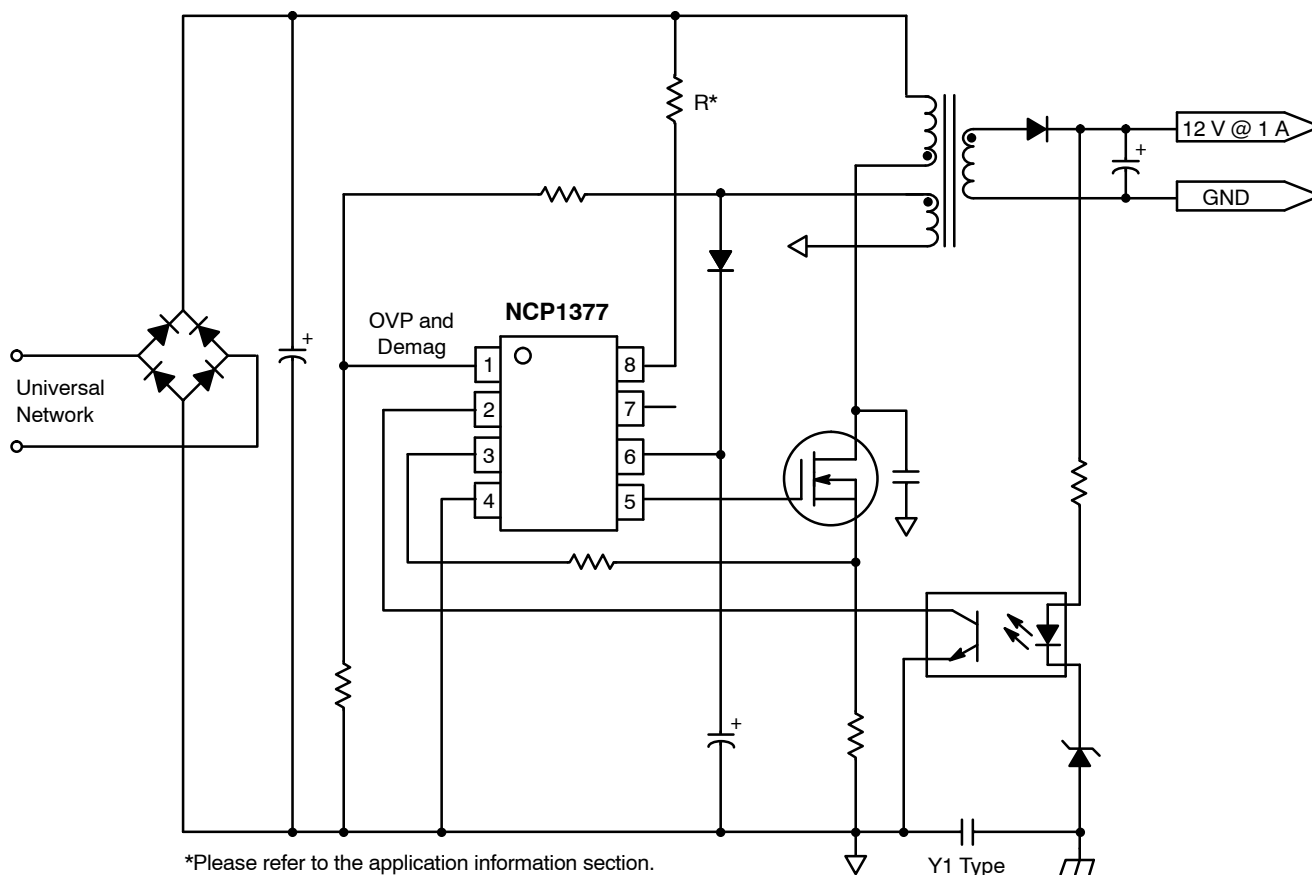 R*
+
12 V @ 1 A
GND
NCP1377
OVP and
Demag
+
Universal
Network
1
8
2
7
3
6
4
5
+
*Please refer to the application information section.
Y1 Type